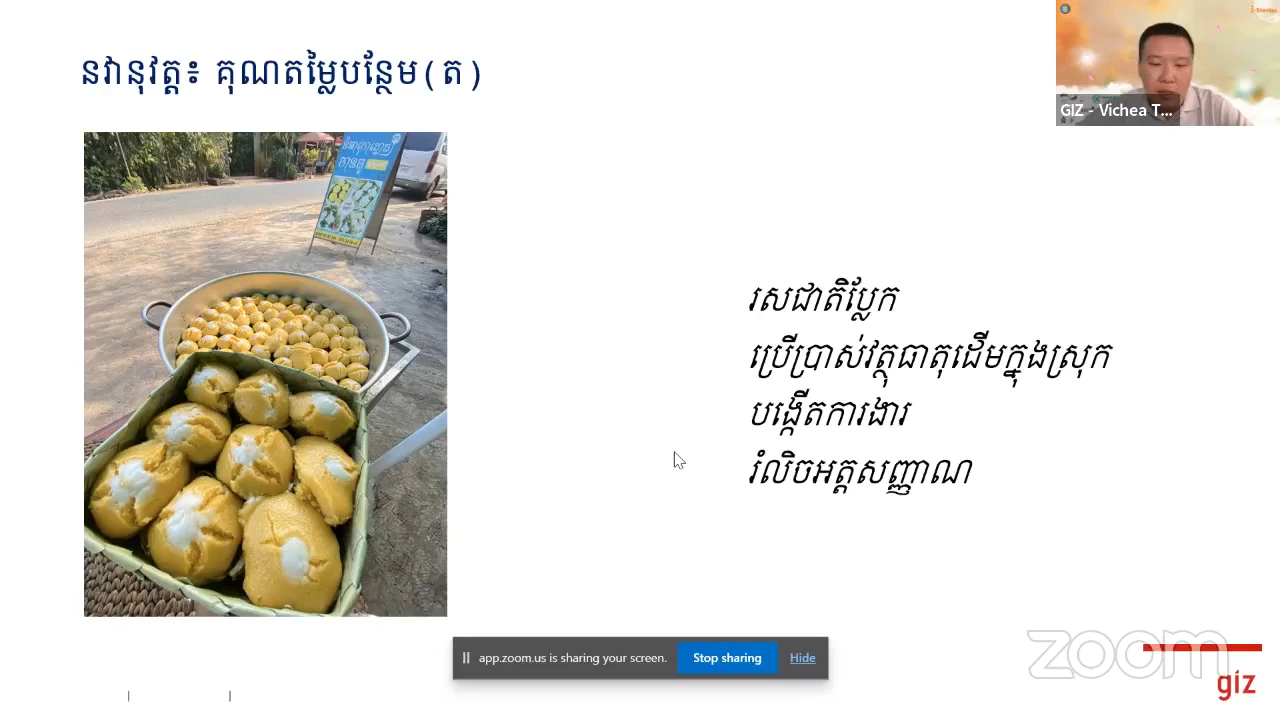 នវានុវត្ត៖ គុណតម្លៃបន្ថែម(ត)
i-Stories
GIZ - Vichea T...
រសជាតិប្លែក
ប្រើប្រាស់វត្ថុធាតុដើមក្នុងស្រុក
បង្កើតការងារ
រំលិចអត្តសញ្ញាណ
app.zoom.us is sharing your screen.
Stop sharing
Hide
zoom
giz